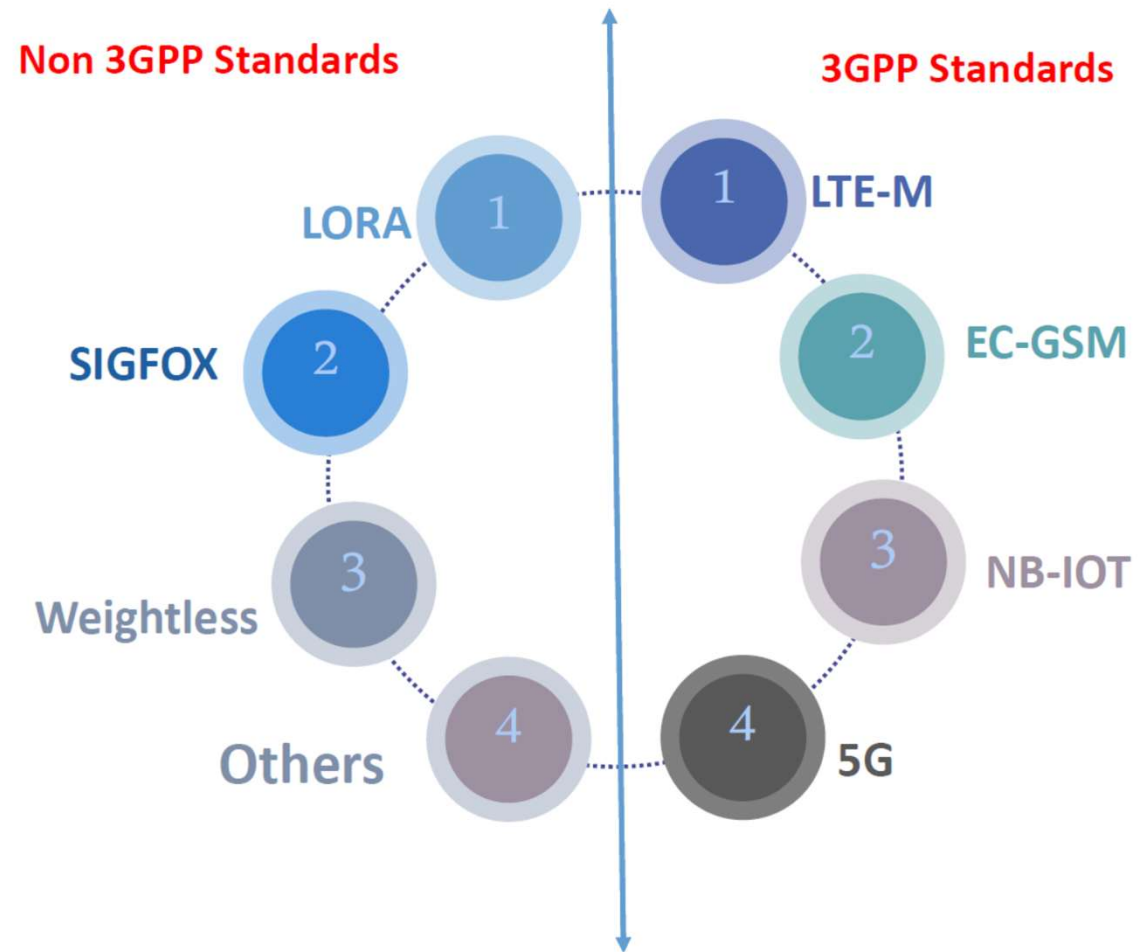 Non 3GPP Standards
3GPP Standards
1
LORA
2
SIGFOX
3
Weightless
4
Others
1
LTE-M
2
EC-GSM
3
NB-IOT
4
5G